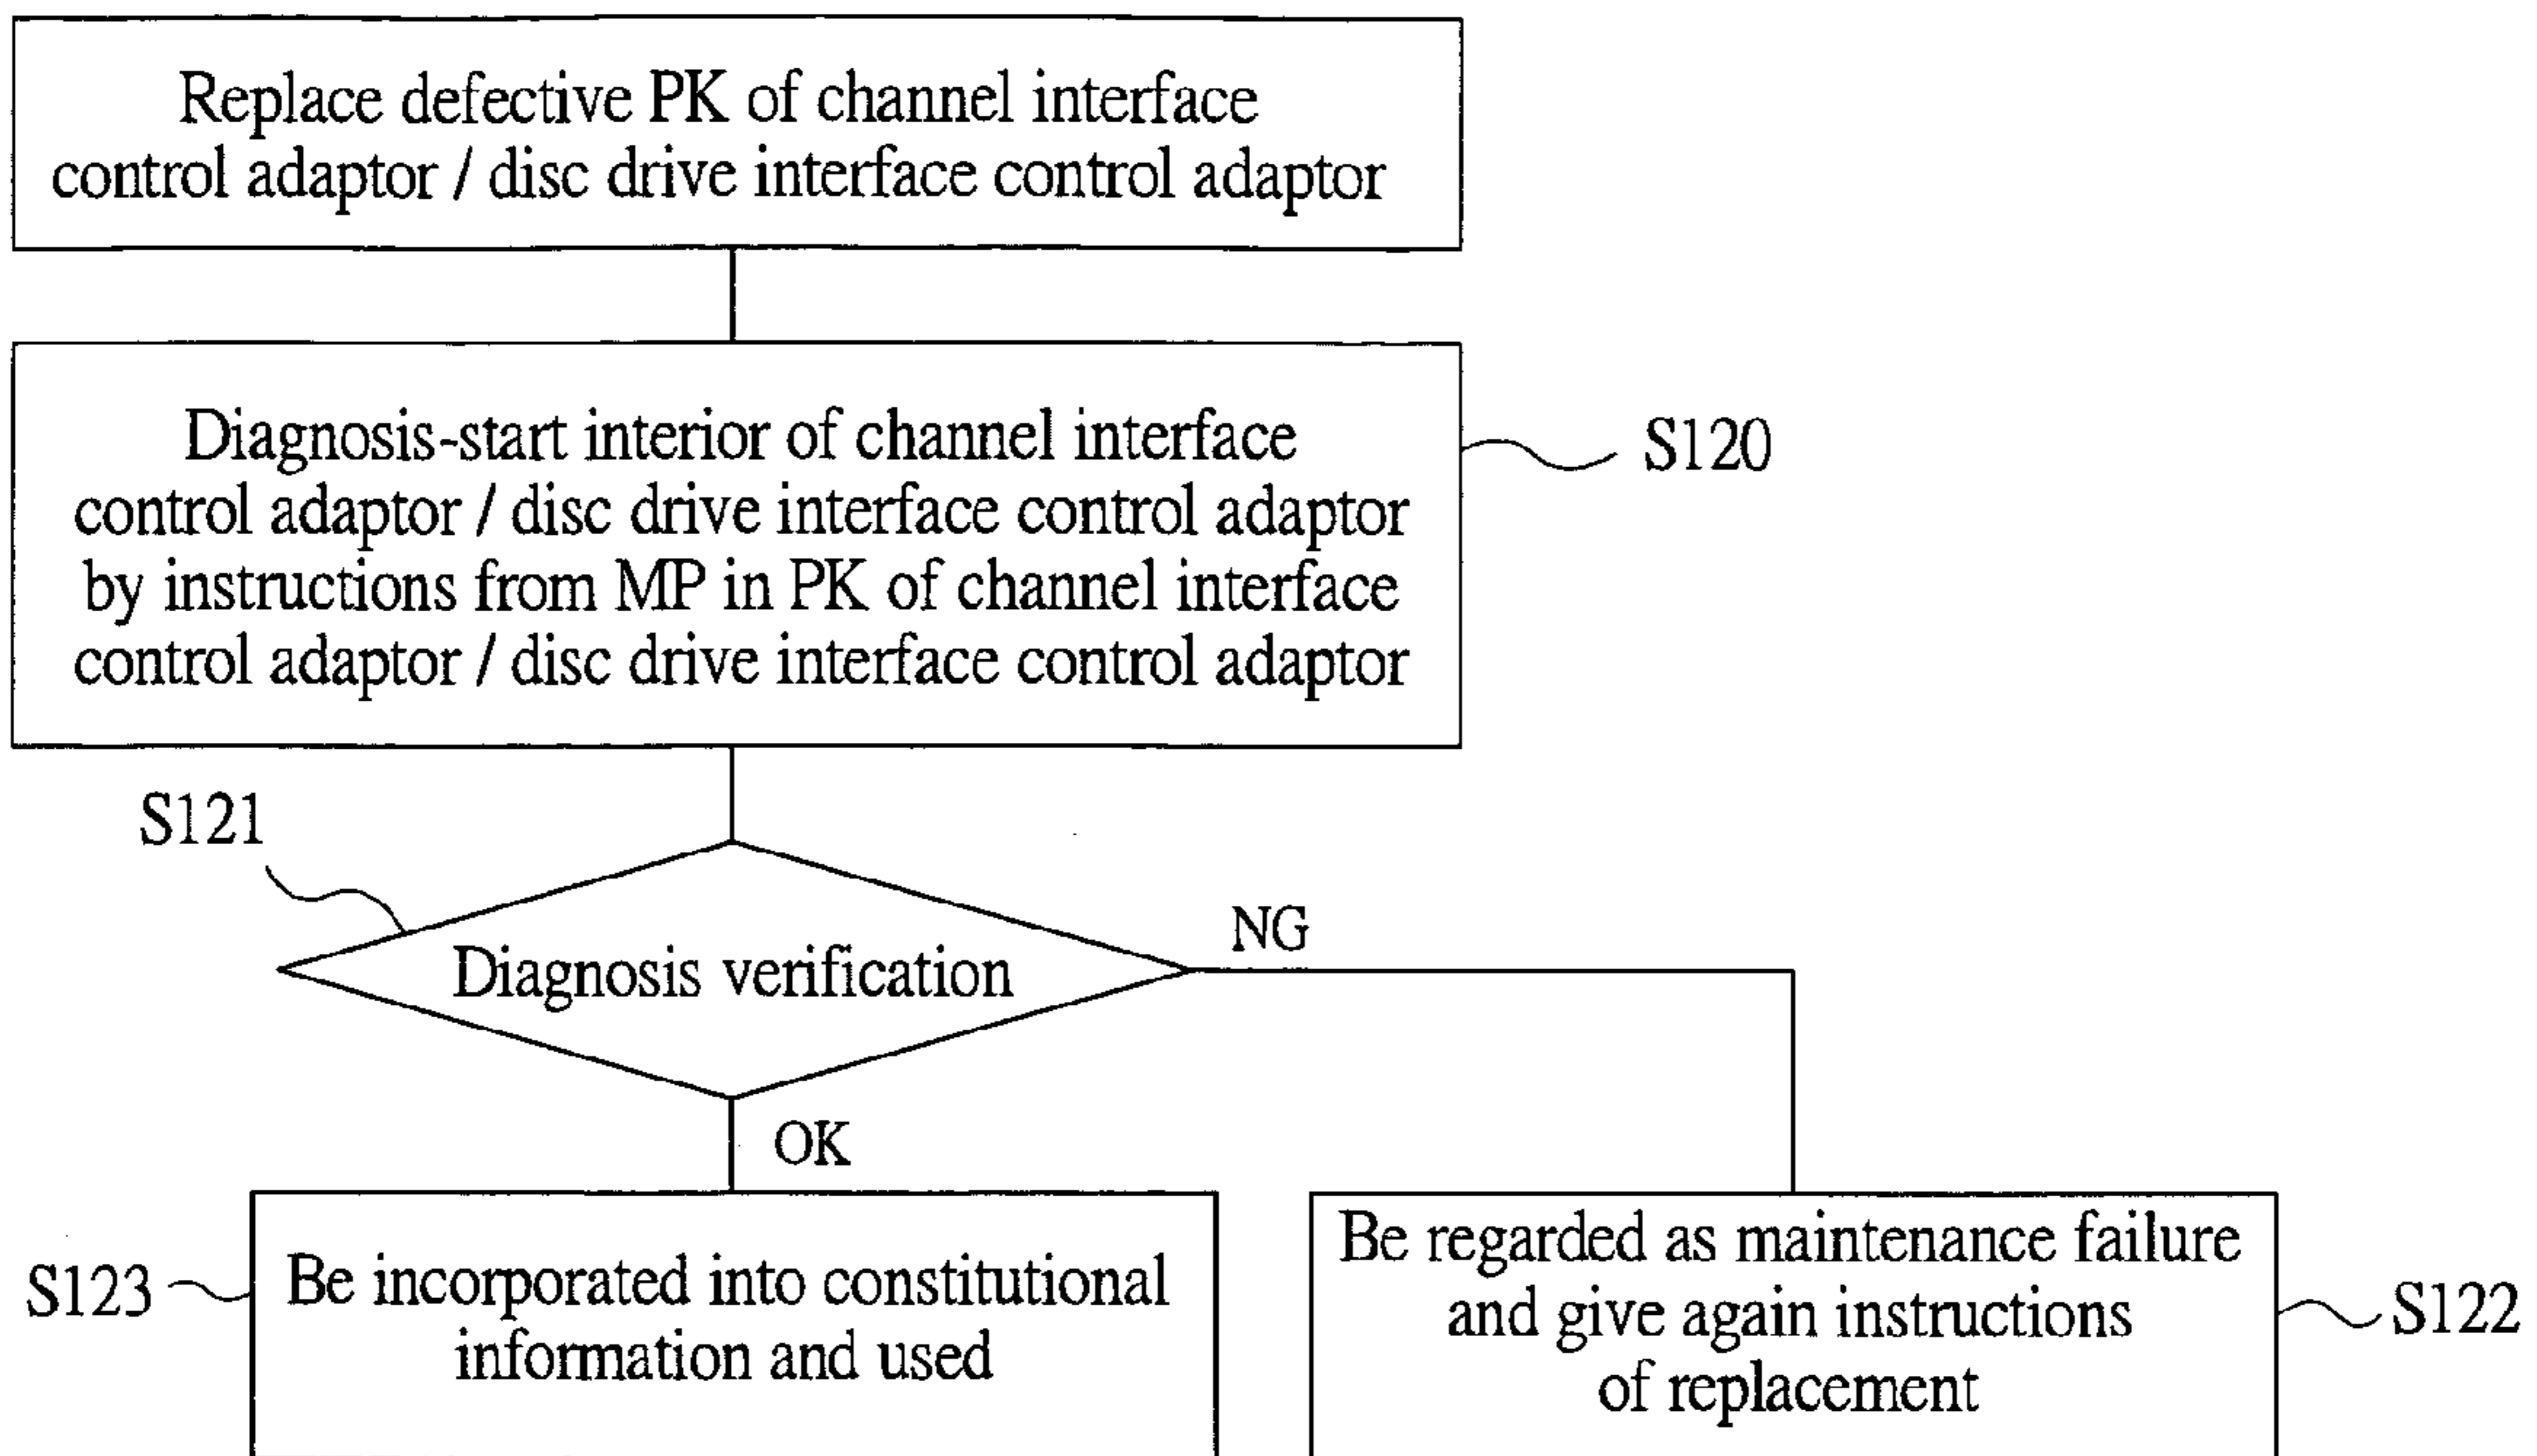 Replace defective PK of channel interface
control adaptor / disc drive interface control adaptor
Diagnosis-start interior of channel interface
control adaptor / disc drive interface control adaptor
by instructions from MP in PK of channel interface
control adaptor / disc drive interface control adaptor
S120
S121
Diagnosis verification
NG
OK
S123
Be incorporated into constitutional
information and used
Be regarded as maintenance failure
and give again instructions
of replacement
S122